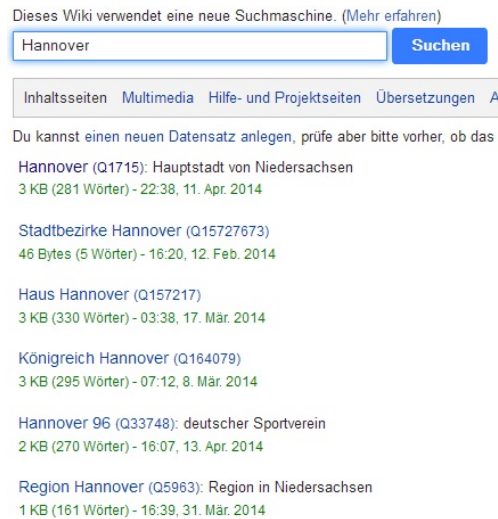 Dieses Wiki verwendet eine neue Suchmaschine. (Mehr erfahren)
Hannover Suchen
Inhaltsseiten Multimedia Hilfe- und Projektseiten Übersetzungen A
Du kannst einen neuen Datensatz anlegen, prüfe aber bitte vorher, ob das
Hannover (Q1715): Hauptstadt von Niedersachsen
3 KB (281 Wörter) - 22:38, 11. Apr. 2014
Stadtbezirke Hannover (Q15727673)
46 Bytes (5 Wörter) - 16:20, 12. Feb. 2014
Haus Hannover (Q157217)
3 KB (330 Wörter) - 03:38, 17. Mär. 2014
Königreich Hannover (Q164079)
3 KB (295 Wörter) - 07:12, 8. Mär. 2014
Hannover 96 (Q33748): deutscher Sportverein
2 KB (270 Wörter) - 16:07, 13. Apr. 2014
Region Hannover (Q5963): Region in Niedersachsen
1 KB (161 Wörter) - 16:39, 31. Mär. 2014